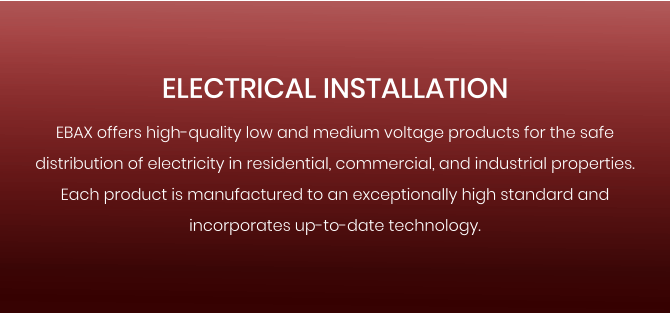 ELECTRICAL INSTALLATION
EBAX offers high-quality low and medium voltage products for the safe
distribution of electricity in residential, commercial, and industrial properties.
Each product is manufactured to an exceptionally high standard and
incorporates up-to-date technology.